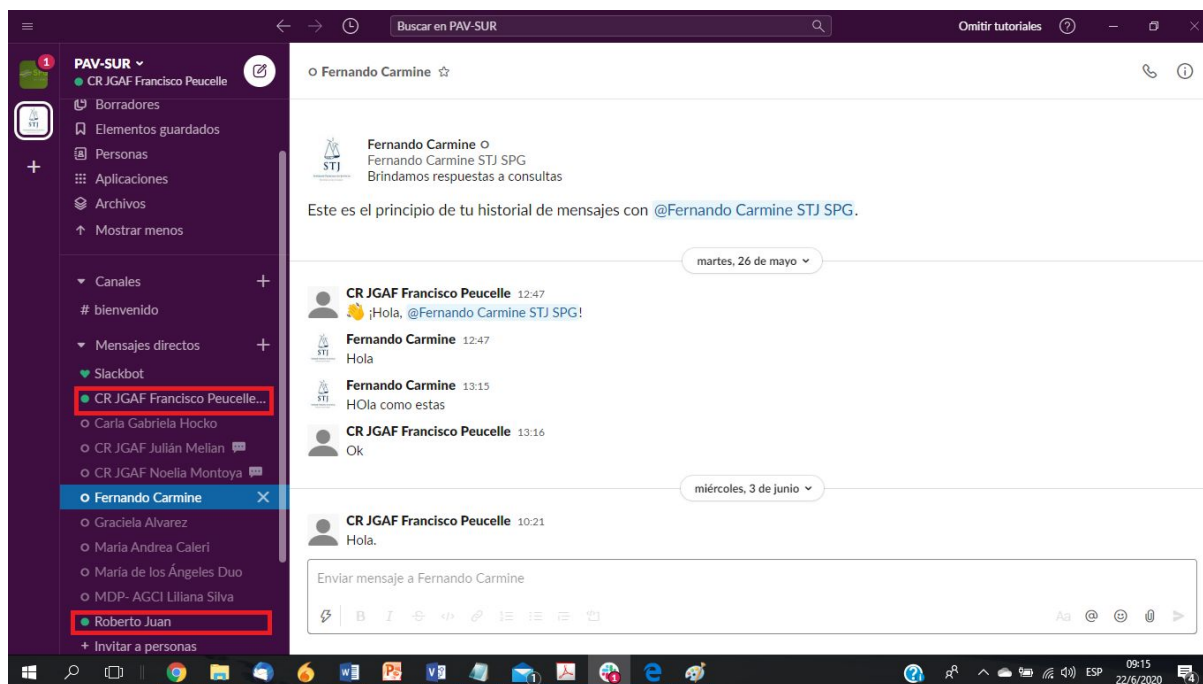 Buscar en PAV-SUR
Omitir tutoriales
1
PAV-SUR
CR JGAF Francisco Peucelle
Borradores
Elementos guardados
Personas
Aplicaciones
Archivos
Mostrar menos
Canales
# bienvenido
Mensajes directos
Slackbot
CR JGAF Francisco Peucelle...
Carla Gabriela Hocko
CR JGAF Julián Melian
CR JGAF Noelia Montoya
Fernando Carmine
Graciela Alvarez
Maria Andrea Caleri
María de los Ángeles Duo
MDP- AGCI Liliana Silva
Roberto Juan
+ Invitar a personas
Fernando Carmine
STJ
Fernando Carmine
Fernando Carmine STJ SPG
Brindamos respuestas a consultas
Este es el principio de tu historial de mensajes con @Fernando Carmine STJ SPG.
martes, 26 de mayo
CR JGAF Francisco Peucelle 12:47
¡Hola, @Fernando Carmine STJ SPG!
STJ
Fernando Carmine 12:47
Hola
STJ
Fernando Carmine 13:15
HOla como estas
CR JGAF Francisco Peucelle 13:16
Ok
miércoles, 3 de junio
CR JGAF Francisco Peucelle 10:21
Hola.
Enviar mensaje a Fernando Carmine
B I S Aa @
ESP
09:15
22/6/2020
4